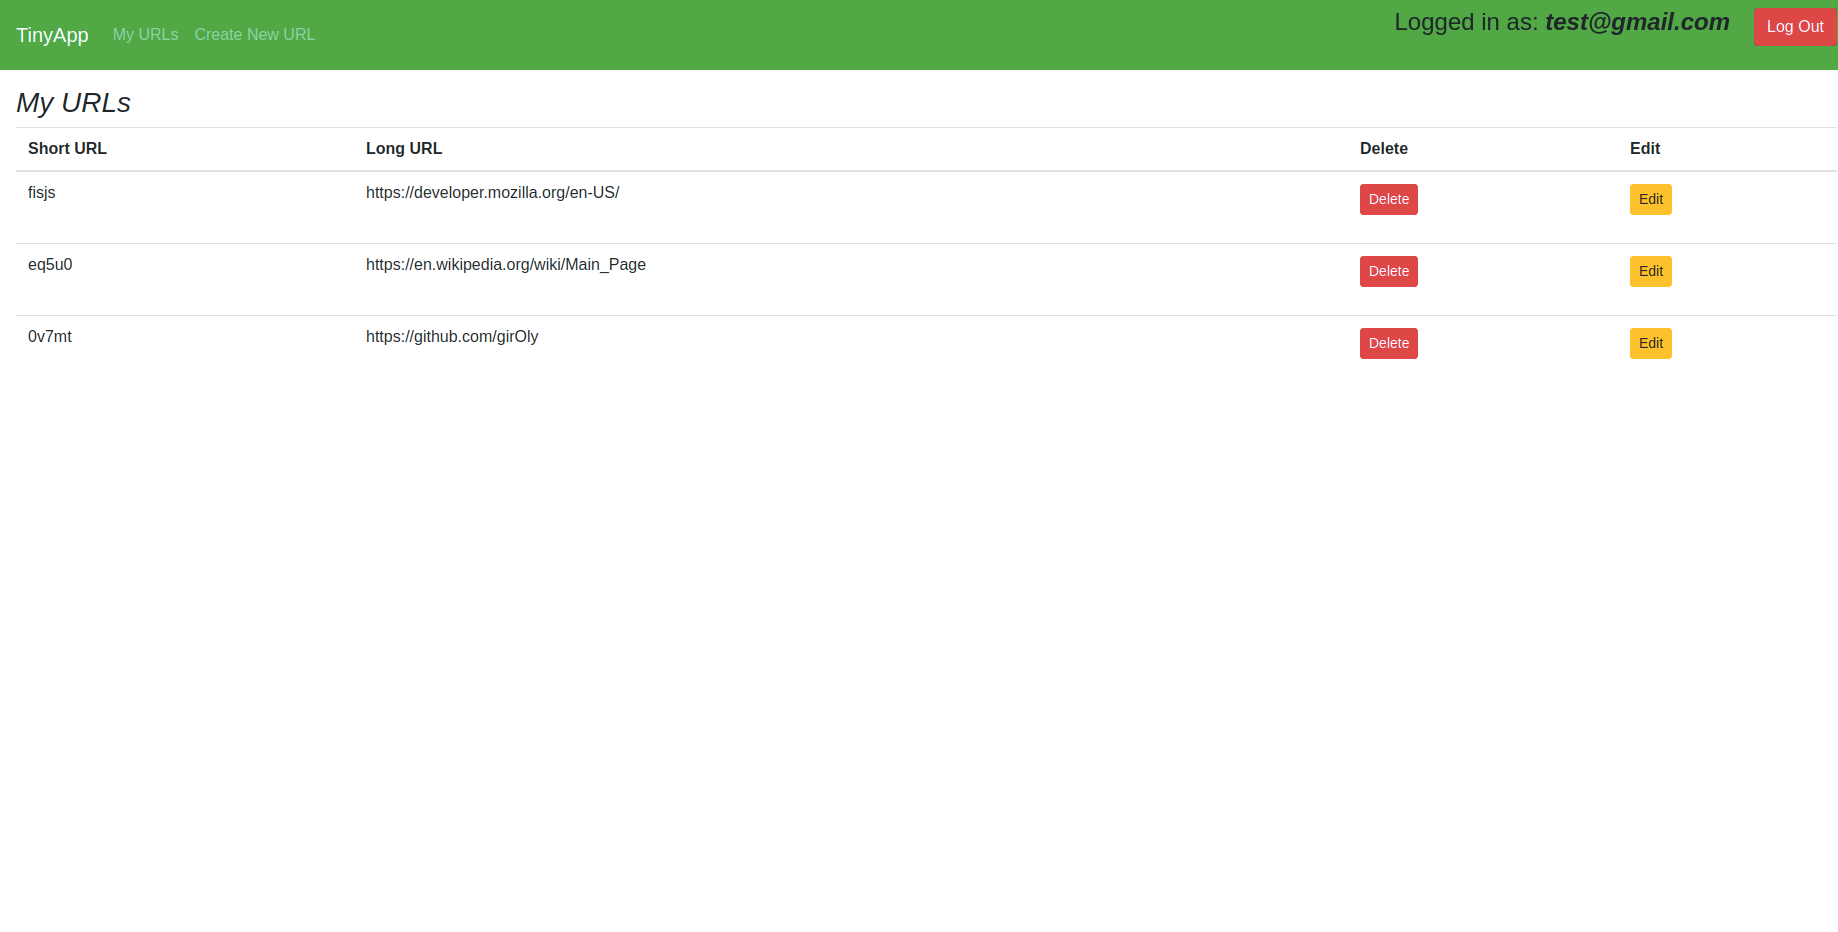 TinyApp My URLs Create New URL Logged in as: test@gmail.com Log Out
My URLs
Short URL Long URL Delete Edit
fisjs https://developer.mozilla.org/en-US/ Delete Edit
eq5u0 https://en.wikipedia.org/wiki/Main_Page Delete Edit
0v7mt https://github.com/girOly Delete Edit